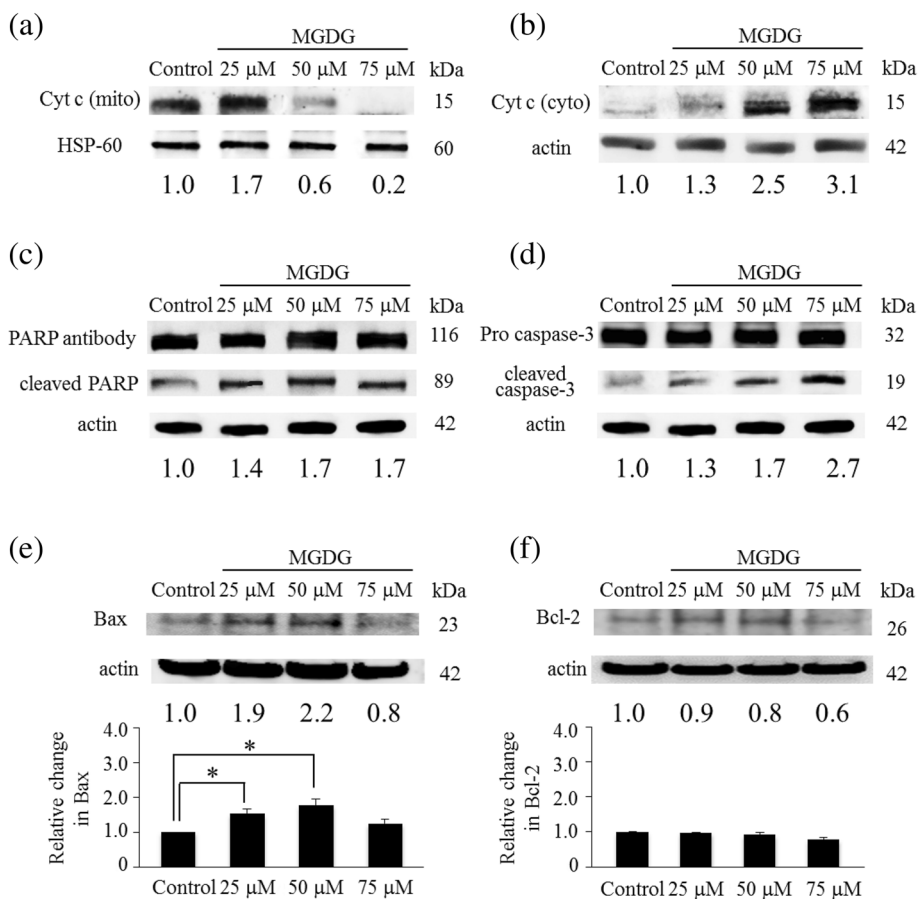 (a)
MGDG
Control 25 μM 50 μM 75 μM kDa
Cyt c (mito) 15
HSP-60 60
1.0 1.7 0.6 0.2
(b)
MGDG
Control 25 μM 50 μM 75 μM kDa
Cyt c (cyto) 15
actin 42
1.0 1.3 2.5 3.1
(c)
MGDG
Control 25 μM 50 μM 75 μM kDa
PARP antibody 116
cleaved PARP 89
actin 42
1.0 1.4 1.7 1.7
(d)
MGDG
Control 25 μM 50 μM 75 μM kDa
Pro caspase-3 32
cleaved
caspase-3 19
actin 42
1.0 1.3 1.7 2.7
(e)
MGDG
Control 25 μM 50 μM 75 μM kDa
Bax 23
actin 42
1.0 1.9 2.2 0.8
Relative change
in Bax
4.0
3.0
2.0
1.0
0
*
*
Control 25 μM 50 μM 75 μM
(f)
MGDG
Control 25 μM 50 μM 75 μM kDa
Bcl-2 26
actin 42
1.0 0.9 0.8 0.6
Relative change
in Bcl-2
4.0
3.0
2.0
1.0
0
Control 25 μM 50 μM 75 μM